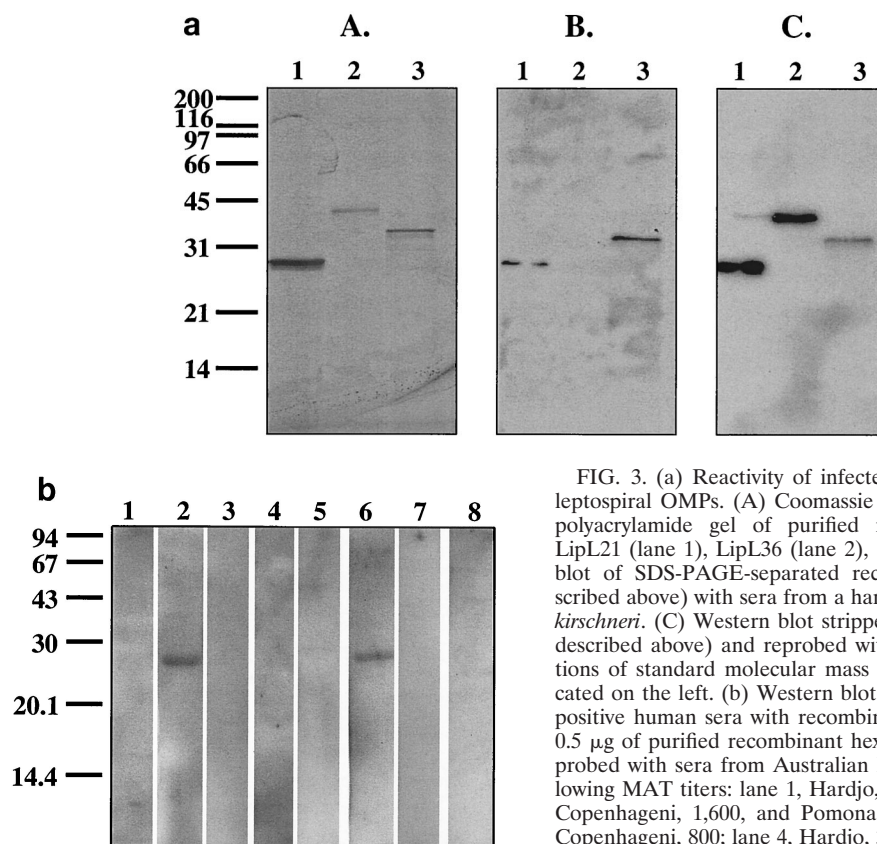 a
A.
B.
C.
1 2 3
1 2 3
1 2 3
200
116
97
66
45
31
21
14
b
1 2 3 4 5 6 7 8
94
67
43
30
20.1
14.4
FIG. 3. (a) Reactivity of infecte
leptospiral OMPs. (A) Coomassie
polyacrylamide gel of purified
LipL21 (lane 1), LipL36 (lane 2),
blot of SDS-PAGE-separated rec
scribed above) with sera from a ha
kirschneri. (C) Western blot strippe
described above) and reprobed wit
tions of standard molecular mass
cated on the left. (b) Western blot
positive human sera with recombin
0.5 μg of purified recombinant hex
probed with sera from Australian
lowing MAT titers: lane 1, Hardjo,
Copenhageni, 1,600, and Pomona
Copenhageni, 800; lane 4, Hardjo,